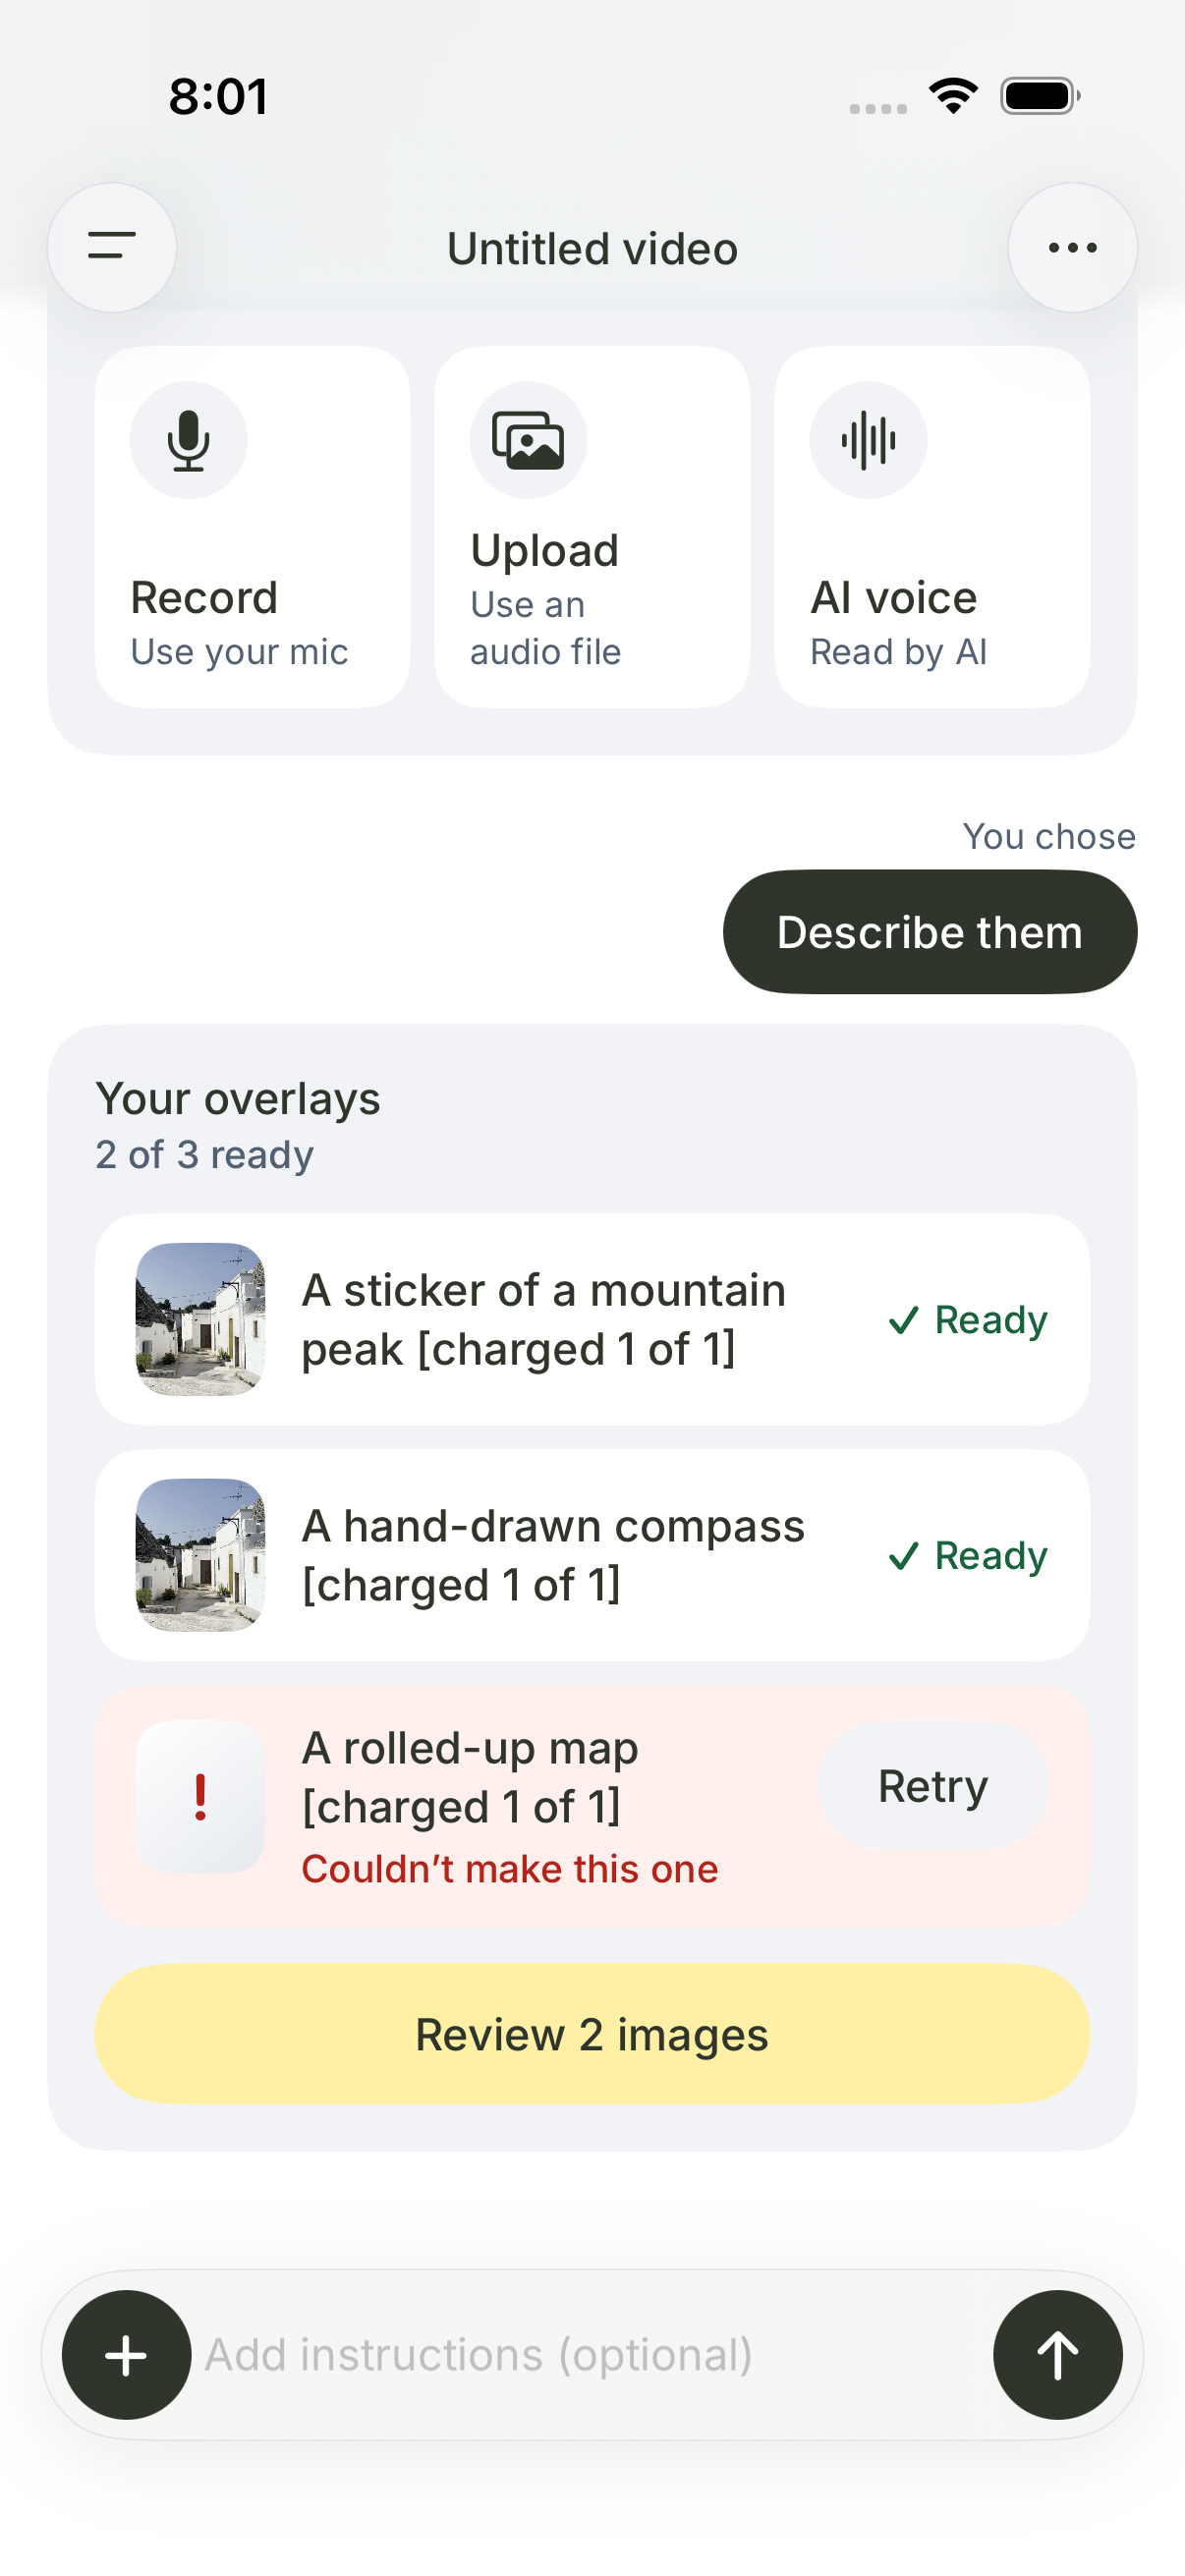 8:01
Untitled video
Record
Use your mic
Upload
Use an
audio file
AI voice
Read by AI
You chose
Describe them
Your overlays
2 of 3 ready
A sticker of a mountain
peak [charged 1 of 1]
Ready
A hand-drawn compass
[charged 1 of 1]
Ready
A rolled-up map
[charged 1 of 1]
Couldn’t make this one
Retry
Review 2 images
Add instructions (optional)